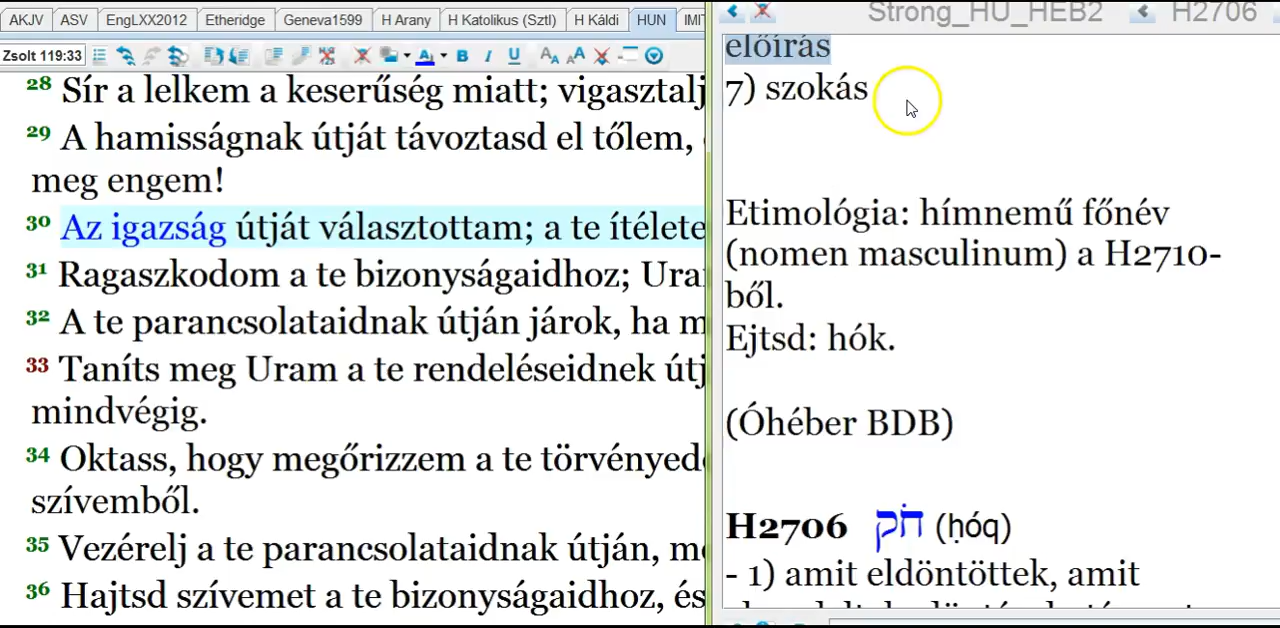 AKJV ASV EngLXX2012 Etheridge Geneva1599 H Arany H Katolikus (Sztl) H Káldi HUN
Zsolt 119:33
28 Sír a lelkem a keserűség miatt; vigasztalj
29 A hamisságnak útját távoztasd el tőlem,
meg engem!
30 Az igazság útját választottam; a te ítélete
31 Ragaszkodom a te bizonyságaidhoz; Ura
32 A te parancsolataidnak útján járok, ha m
33 Taníts meg Uram a te rendeléseidnek útj
mindvégig.
34 Oktass, hogy megőrizzem a te törvényed
szívemből.
35 Vezérelj a te parancsolataidnak útján, m
36 Hajtsd szívemet a te bizonyságaidhoz, és
Strong_HU_HEB2 H2706
előírás
7) szokás
Etimológia: hímnemű főnév
(nomen masculinum) a H2710-
ből.
Ejtsd: hók.
(Óhéber BDB)
H2706 חֹק (ḥóq)
- 1) amit eldöntöttek, amit